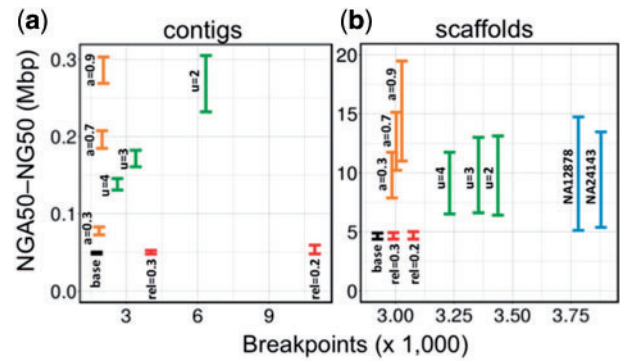 (a)
contigs
NGA50–NG50 (Mbp)
0.3
0.2
0.1
0.0
a=0.9
a=0.7
a=0.3
base
u=4
u=3
u=2
rel=0.3
rel=0.2
3
6
9
(b)
scaffolds
20
15
10
5
0
a=0.9
a=0.7
a=0.3
base
rel=0.3
rel=0.2
u=4
u=3
u=2
NA12878
NA24143
3.00
3.25
3.50
3.75
Breakpoints (x 1,000)